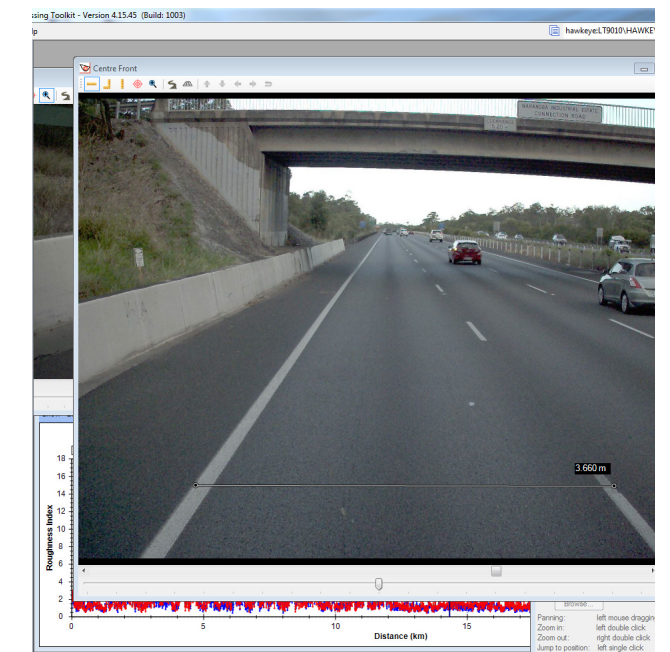 ssing Toolkit - Version 4.15.45 (Build: 1003)
lp
hawkeye:LT9010\HAWKE
Centre Front
CONNECTION ROAD
3.660 m
18
16
14
12
10
8
6
4
2
0
Roughness Index
0
5
10
15
Distance (km)
Browse...
Panning: left mouse dragging
Zoom in: left double click
Zoom out: right double click
Jump to position: left single click